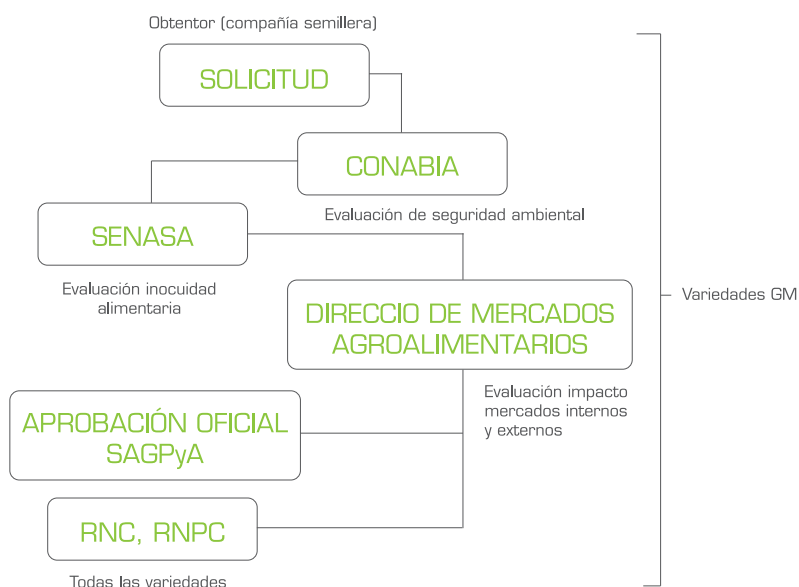 Obtentor (compañía semillera)
SOLICITUD
CONABIA
Evaluación de seguridad ambiental
SENASA
Evaluación inocuidad
alimentaria
DIRECCIO DE MERCADOS
AGROALIMENTARIOS
Variedades GM
Evaluación impacto
mercados internos
y externos
APROBACIÓN OFICIAL
SAGPyA
RNC, RNPC
Todas las variedades